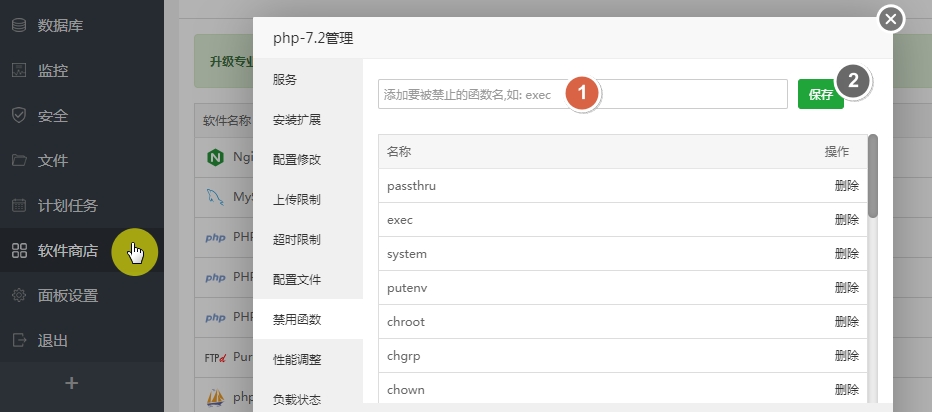 数据库
监控
安全
文件
计划任务
软件商店
面板设置
退出
+
升级专业
软件名称
Ngi
MyS
php PHP
php PHP
php PHP
FTPd Pur
php
php-7.2管理
服务
安装扩展
配置修改
上传限制
超时限制
配置文件
禁用函数
性能调整
负载状态
添加要被禁止的函数名,如: exec
1
保存
2
名称 操作
passthru 删除
exec 删除
system 删除
putenv 删除
chroot 删除
chgrp 删除
chown 删除